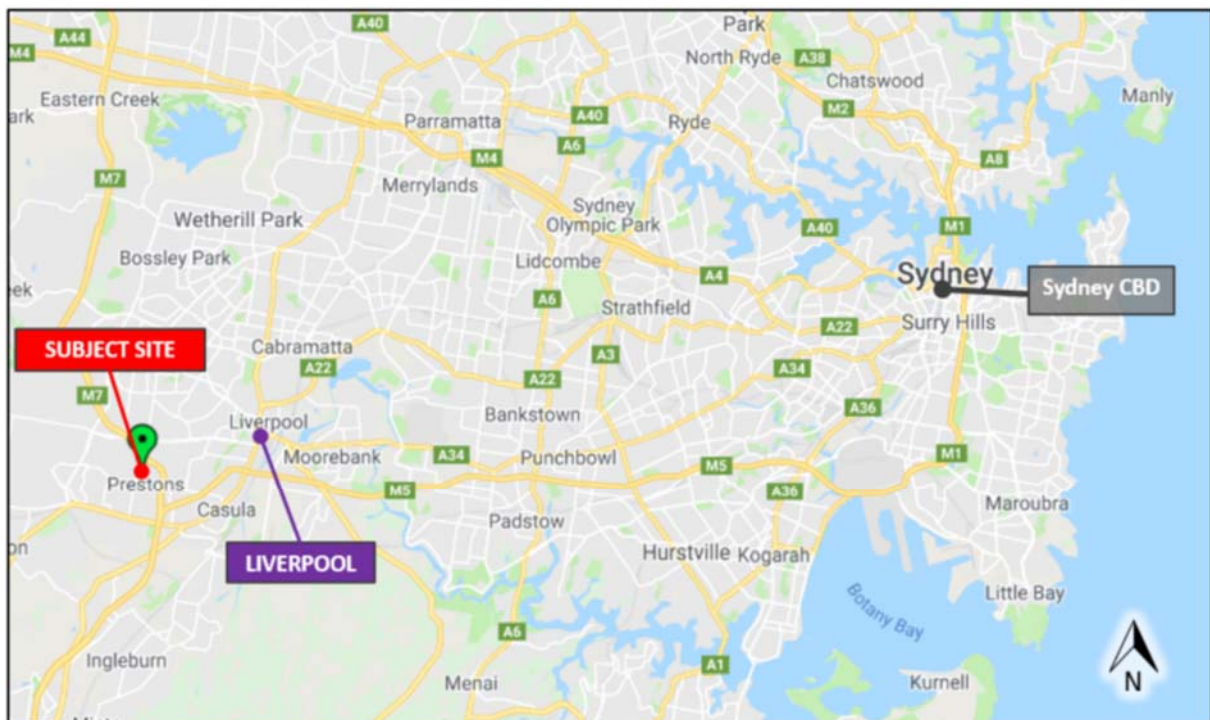 A40
A44
M4
Park
North Ryde
A38
Chatswood
Eastern Creek
Manly
ark
Parramatta
A40
Ryde
M2
A6
A8
M4
M7
Merrylands
Wetherill Park
Sydney
Olympic Park
A40
M1
Bossley Park
Lidcombe
A4
Sydney
Sydney CBD
eek
A6
Strathfield
A22
Surry Hills
SUBJECT SITE
Cabramatta
A22
A3
A34
M7
A22
Bankstown
A36
Liverpool
Moorebank
A34
Punchbowl
M5
M1
Prestons
M5
A36
Casula
Maroubra
on
Padstow
LIVERPOOL
Hurstville
Kogarah
Little Bay
Botany Bay
A6
Ingleburn
A1
Menai
Kurnell
N